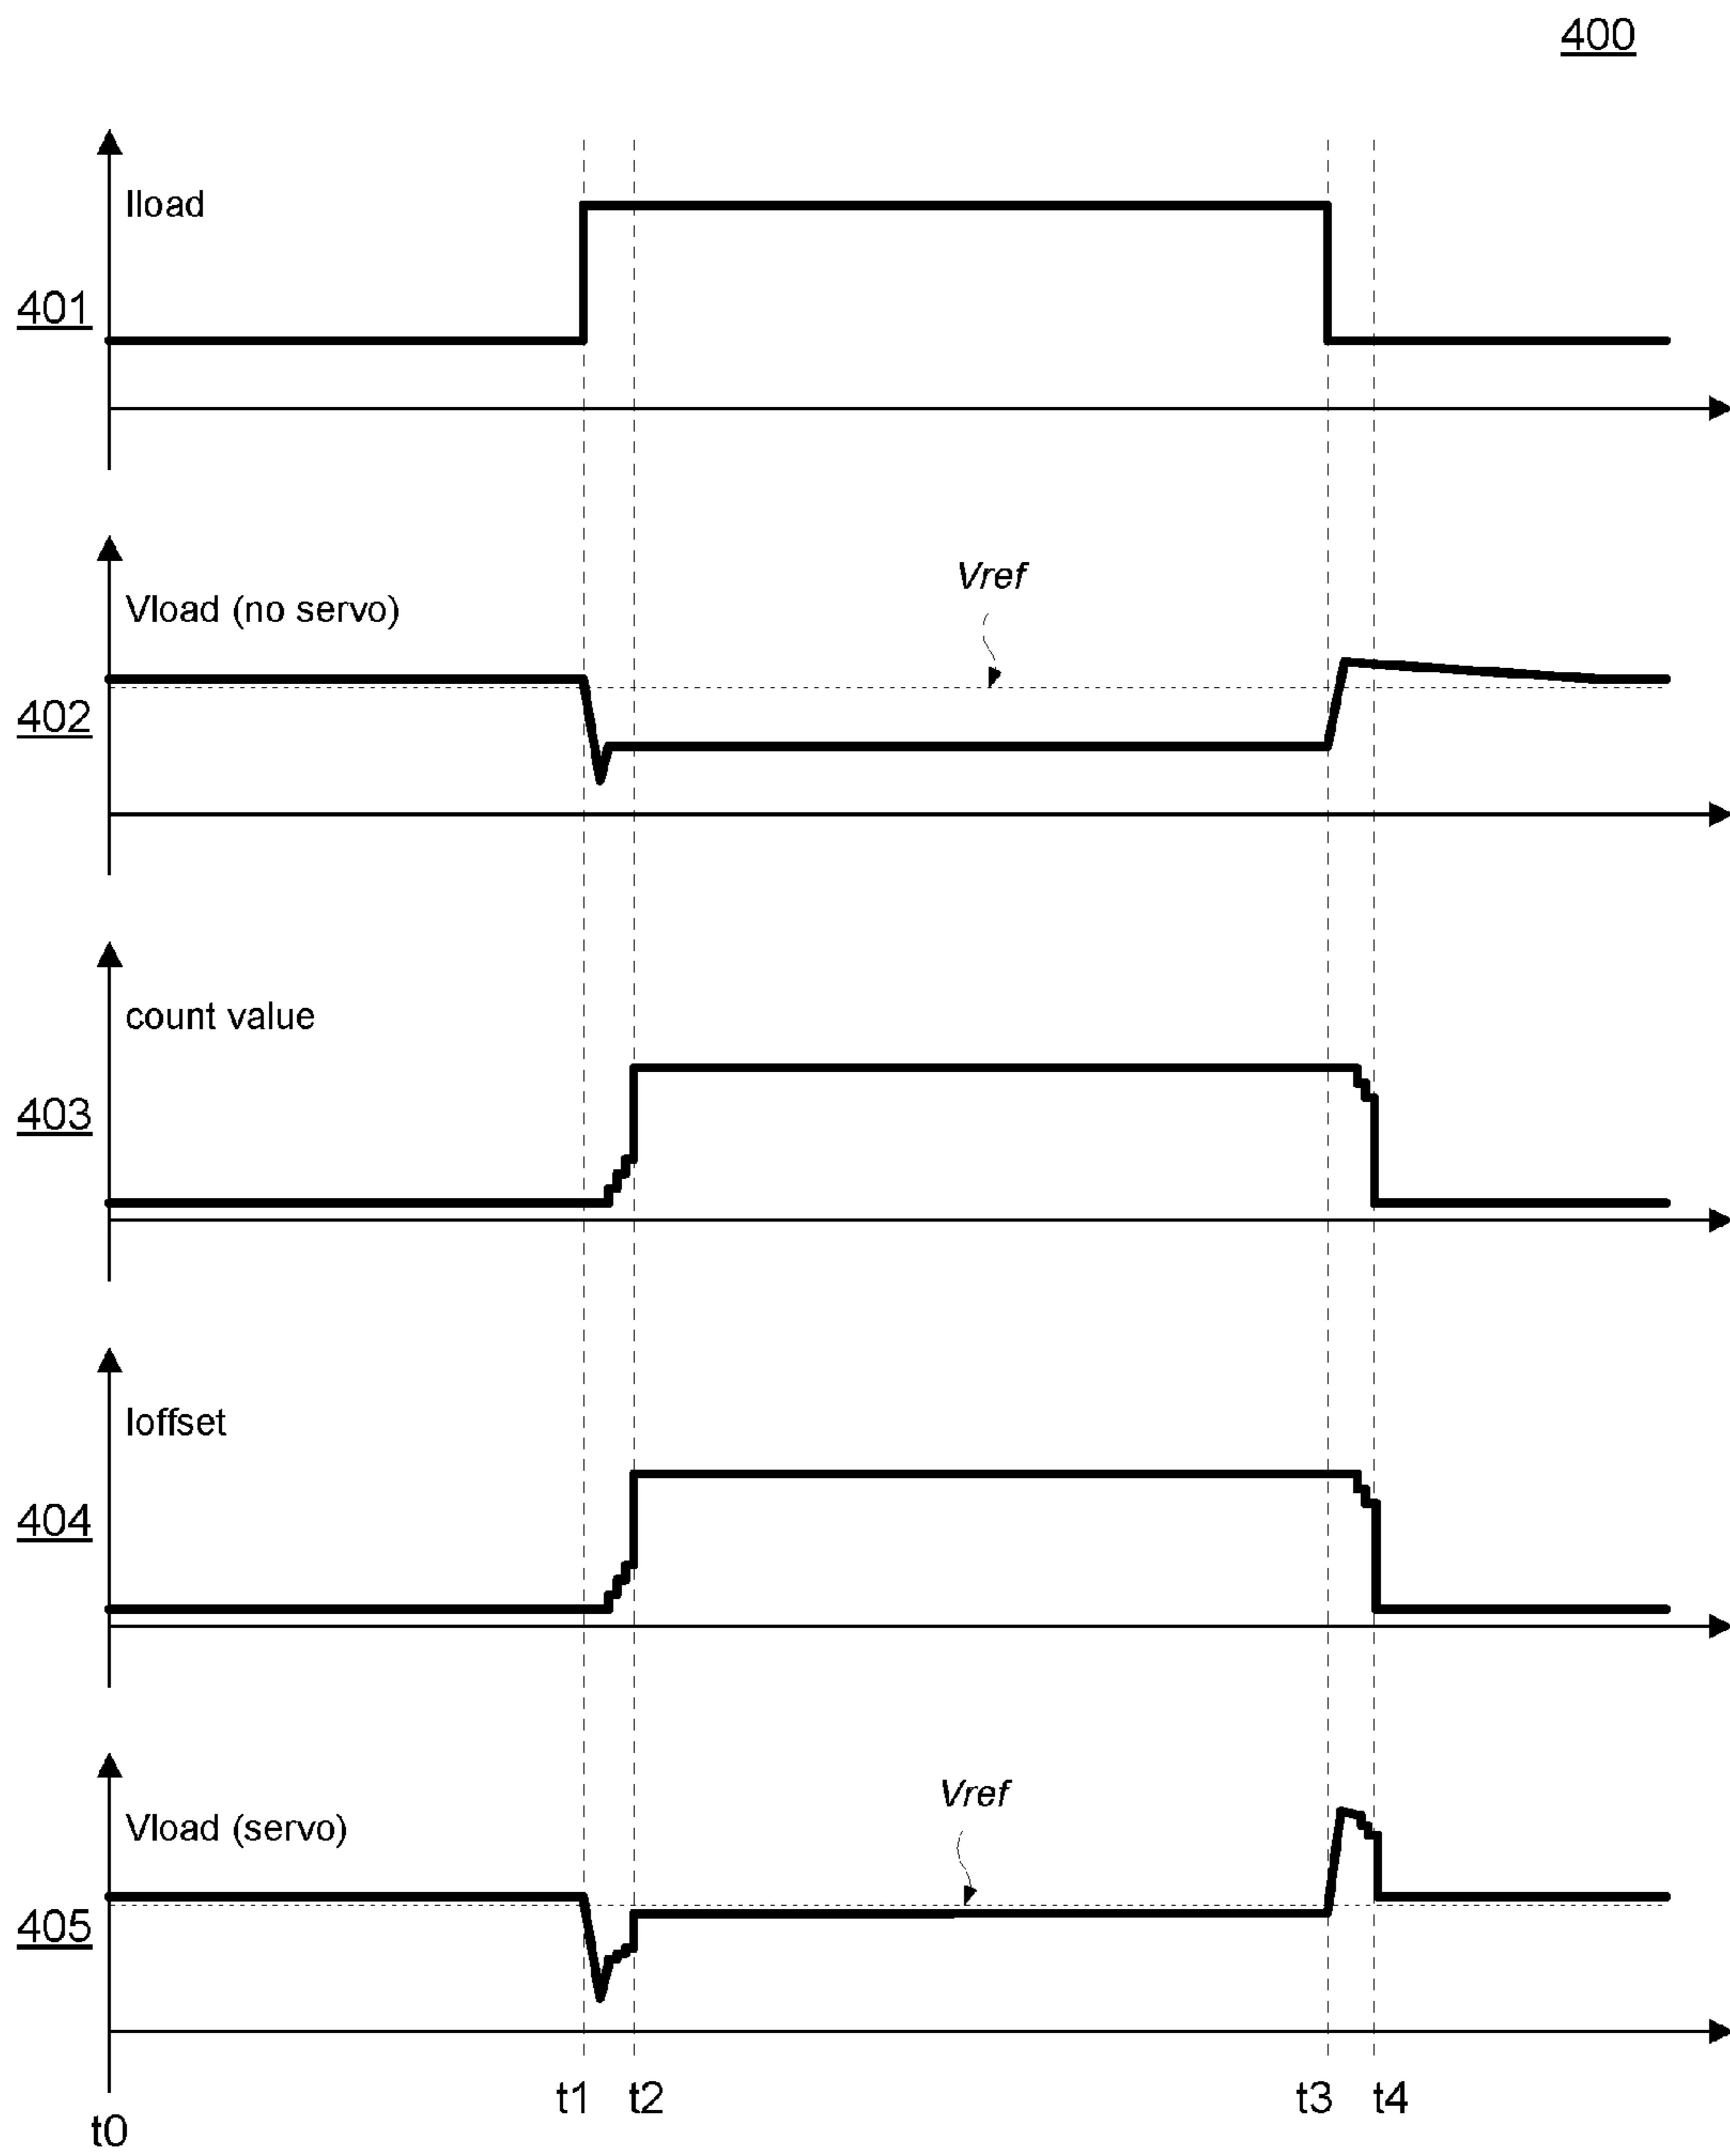 400
Iload
401
Vref
Vload (no servo)
402
count value
403
Ioffset
404
Vref
Vload (servo)
405
t1 t2 t3 t4
t0